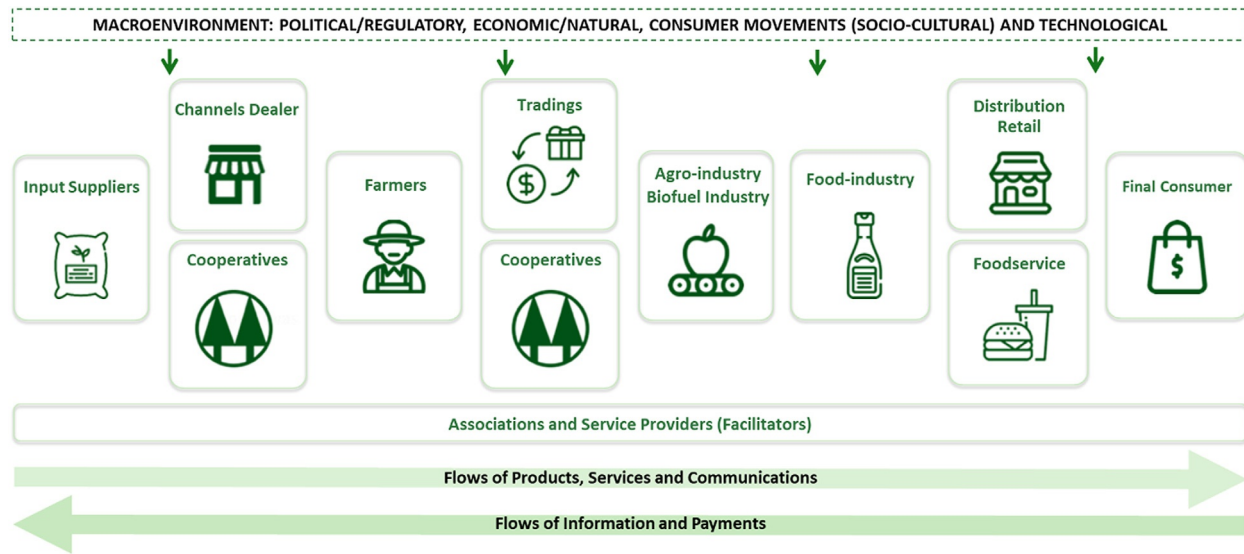 MACROENVIRONMENT: POLITICAL/REGULATORY, ECONOMIC/NATURAL, CONSUMER MOVEMENTS (SOCIO-CULTURAL) AND TECHNOLOGICAL
Input Suppliers
Channels Dealer
Cooperatives
Farmers
Tradings
$
Cooperatives
Agro-industry
Biofuel Industry
Food-industry
Distribution
Retail
Foodservice
Final Consumer
$
Associations and Service Providers (Facilitators)
Flows of Products, Services and Communications
Flows of Information and Payments